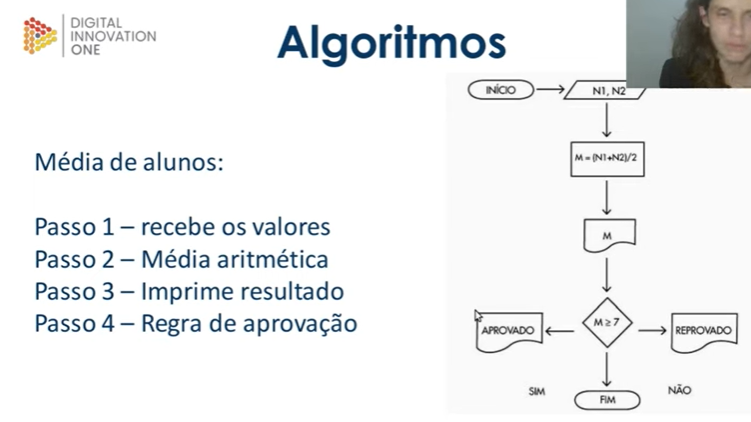 DIGITAL
INNOVATION
ONE
Algoritmos
Média de alunos:
Passo 1 – recebe os valores
Passo 2 – Média aritmética
Passo 3 – Imprime resultado
Passo 4 – Regra de aprovação
INÍCIO
N1, N2
M = (N1+N2)/2
M
M ≥ 7
APROVADO
REPROVADO
SIM
NÃO
FIM